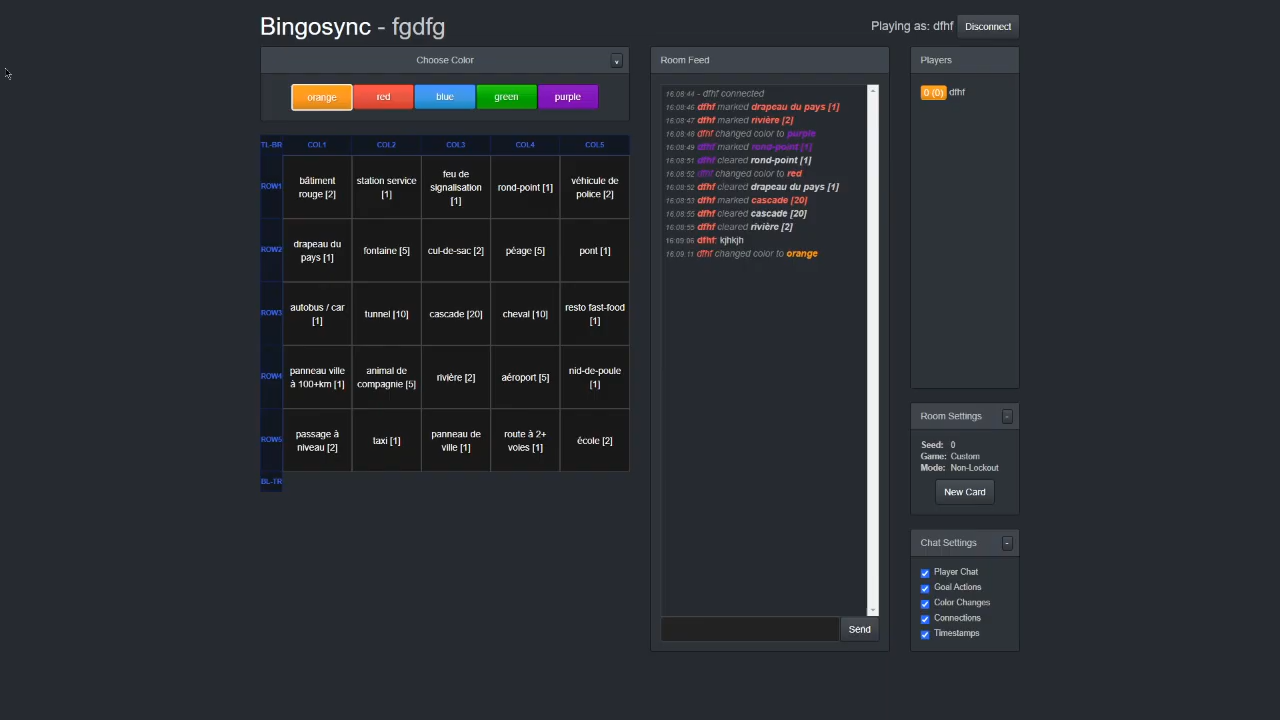 Bingosync - fgdfg
Playing as: dfhf
Disconnect
Choose Color
orange
red
blue
green
purple
TL-BR
COL1
COL2
COL3
COL4
COL5
ROW1
bâtiment
rouge [2]
station service
[1]
feu de
signalisation
[1]
rond-point [1]
véhicule de
police [2]
ROW2
drapeau du
pays [1]
fontaine [5]
cul-de-sac [2]
péage [5]
pont [1]
ROW3
autobus / car
[1]
tunnel [10]
cascade [20]
cheval [10]
resto fast-food
[1]
ROW4
panneau ville
à 100+km [1]
animal de
compagnie [5]
rivière [2]
aéroport [5]
nid-de-poule
[1]
ROW5
passage à
niveau [2]
taxi [1]
panneau de
ville [1]
route à 2+
voies [1]
école [2]
BL-TR
Room Feed
16:08:44 - dfhf connected
16:08:46 dfhf marked drapeau du pays [1]
16:08:47 dfhf marked rivière [2]
16:08:48 dfhf changed color to purple
16:08:49 dfhf marked rond-point [1]
16:08:51 dfhf cleared rond-point [1]
16:08:52 dfhf changed color to red
16:08:52 dfhf cleared drapeau du pays [1]
16:08:53 dfhf marked cascade [20]
16:08:55 dfhf cleared cascade [20]
16:08:55 dfhf cleared rivière [2]
16:09:06 dfhf: kjhkjh
16:09:11 dfhf changed color to orange
Send
Players
0 (0) dfhf
Room Settings
-
Seed: 0
Game: Custom
Mode: Non-Lockout
New Card
Chat Settings
-
Player Chat
Goal Actions
Color Changes
Connections
Timestamps